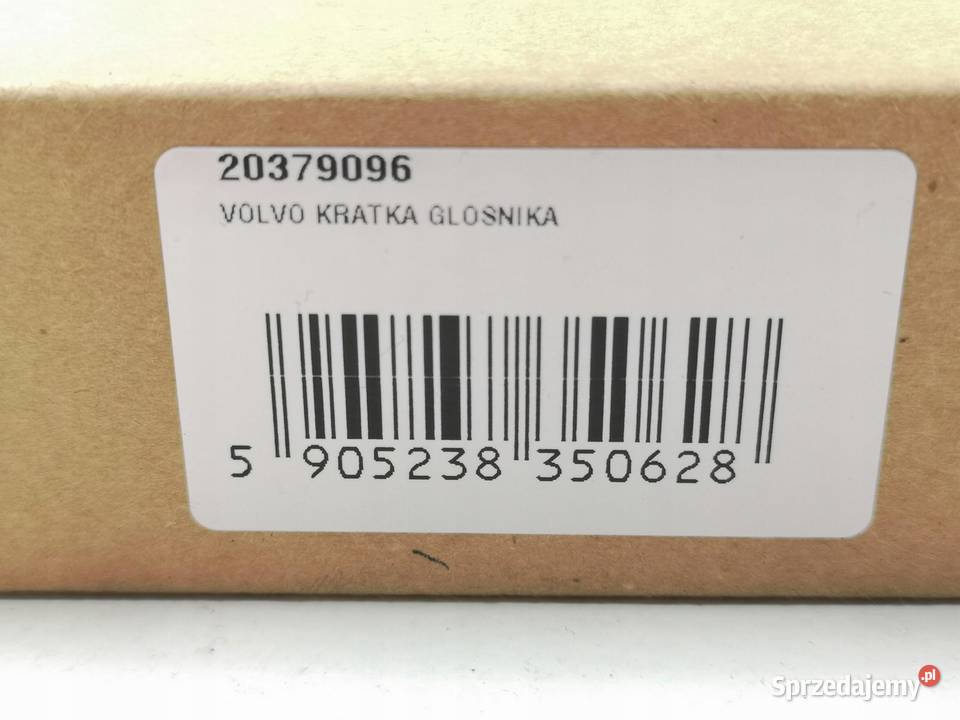 20379096
VOLVO KRATKA GLOSNIKA
5 905238 350628
Sprzedajemy.pl